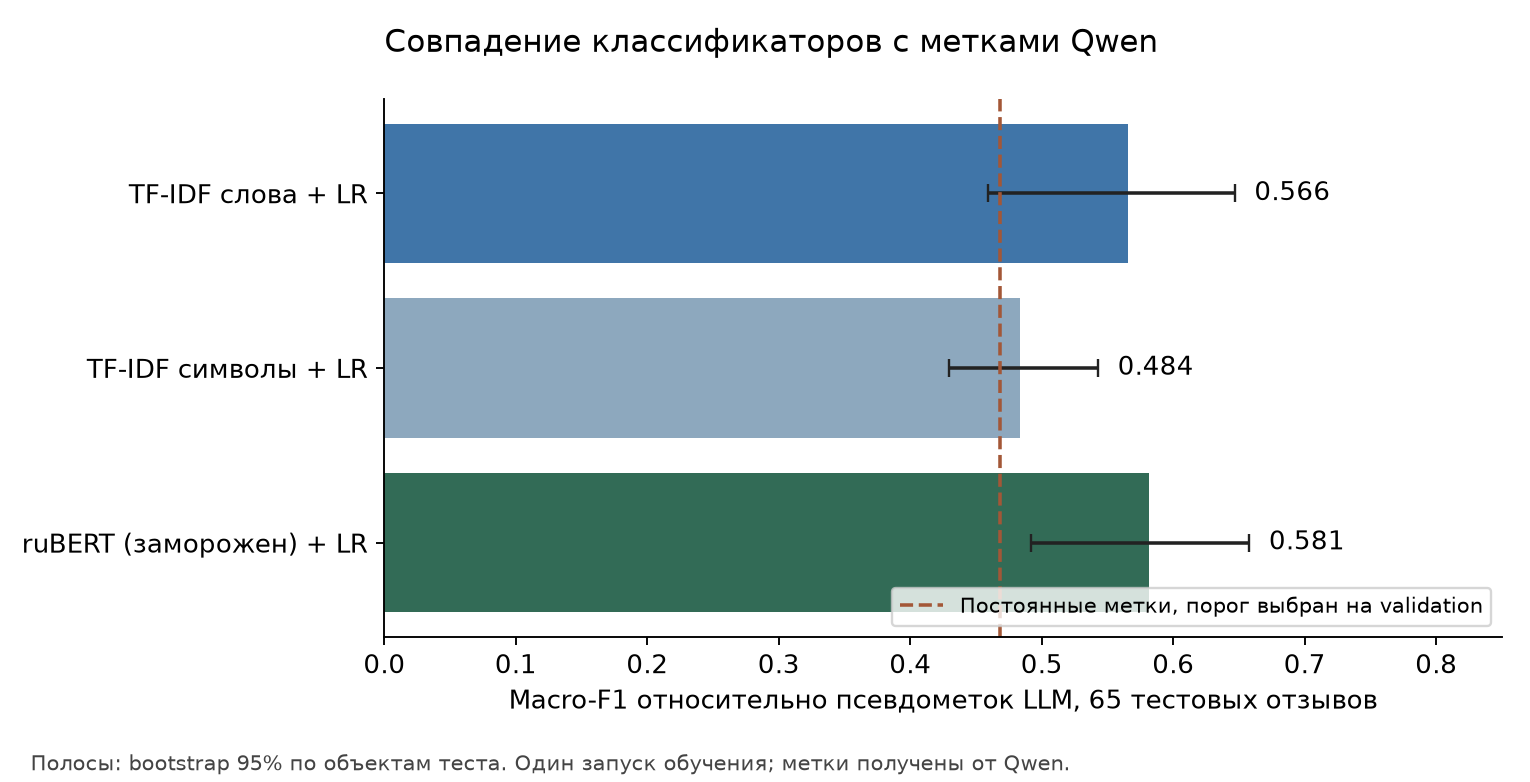 Совпадение классификаторов с метками Qwen
TF-IDF слова + LR
0.566
TF-IDF символы + LR
0.484
ruBERT (заморожен) + LR
0.581
Постоянные метки, порог выбран на validation
0.0 0.1 0.2 0.3 0.4 0.5 0.6 0.7 0.8
Macro-F1 относительно псевдометок LLM, 65 тестовых отзывов
Полосы: bootstrap 95% по объектам теста. Один запуск обучения; метки получены от Qwen.